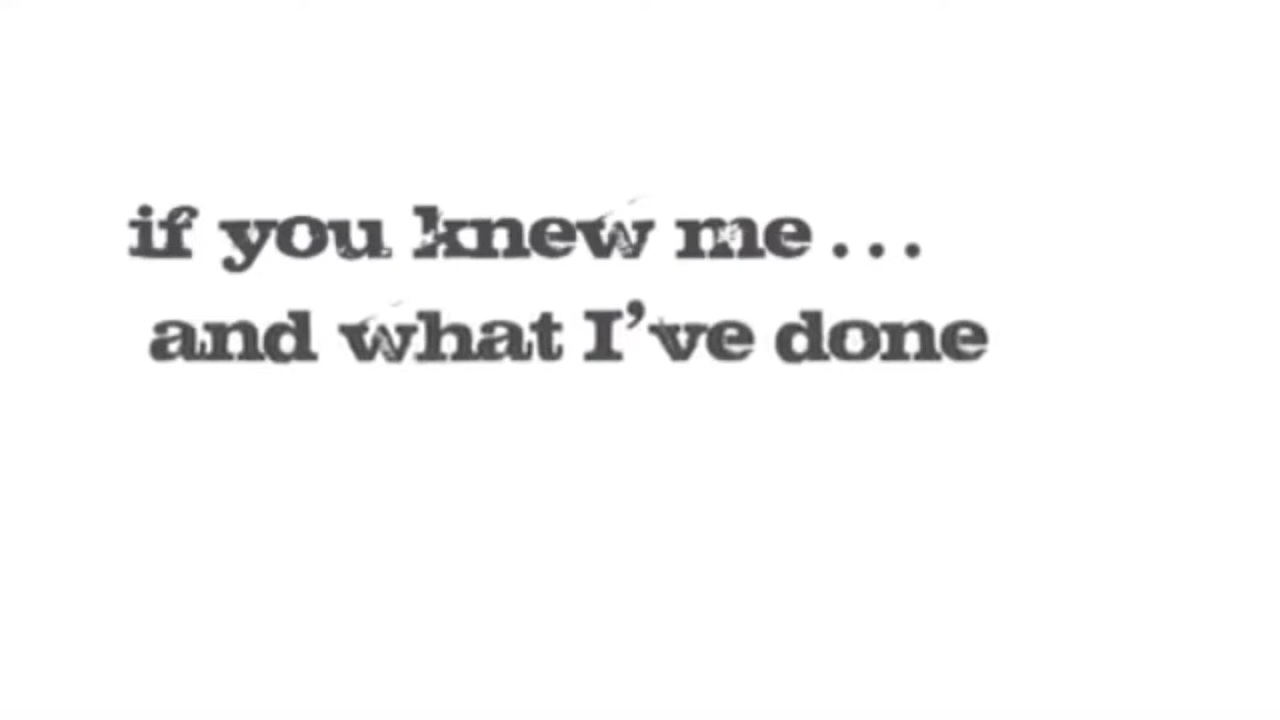 if you knew me . . .
and what I’ve done